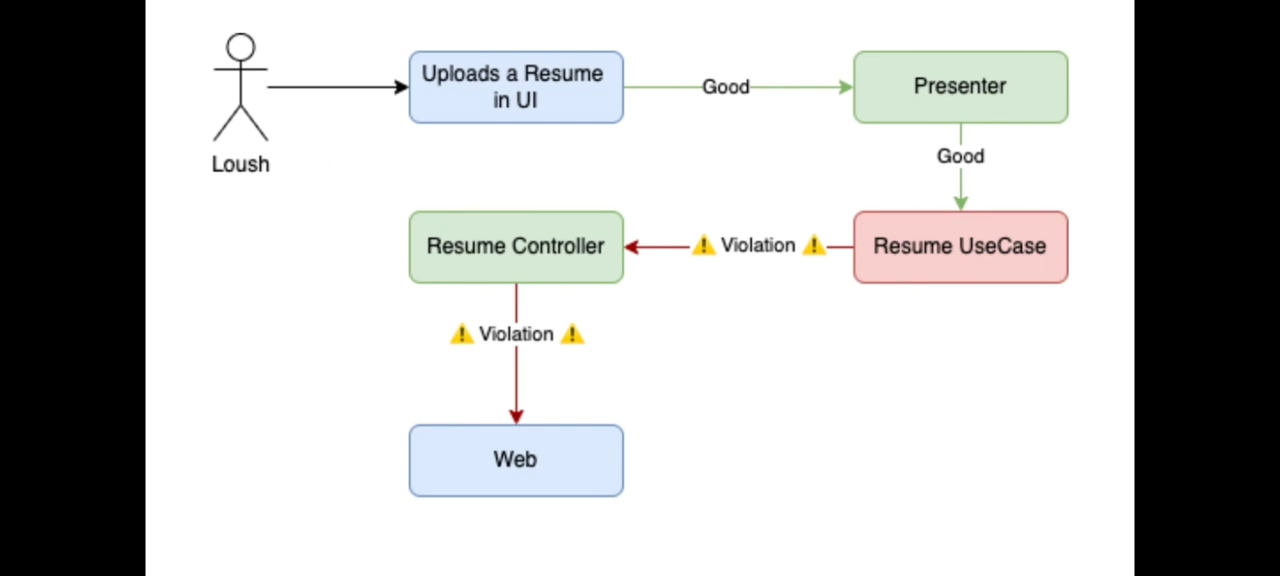 Uploads a Resume
in UI
Good
Presenter
Loush
Good
Resume Controller
⚠️ Violation ⚠️
Resume UseCase
⚠️ Violation ⚠️
Web